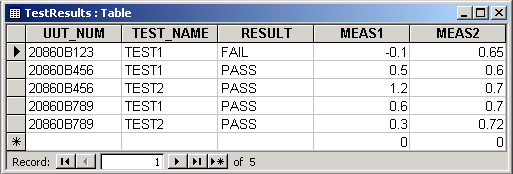 TestResults : Table
UUT_NUM TEST_NAME RESULT MEAS1 MEAS2
20860B123 TEST1 FAIL -0.1 0.65
20860B456 TEST1 PASS 0.5 0.6
20860B456 TEST2 PASS 1.2 0.7
20860B789 TEST1 PASS 0.6 0.7
20860B789 TEST2 PASS 0.3 0.72
0 0
Record: 1 of 5